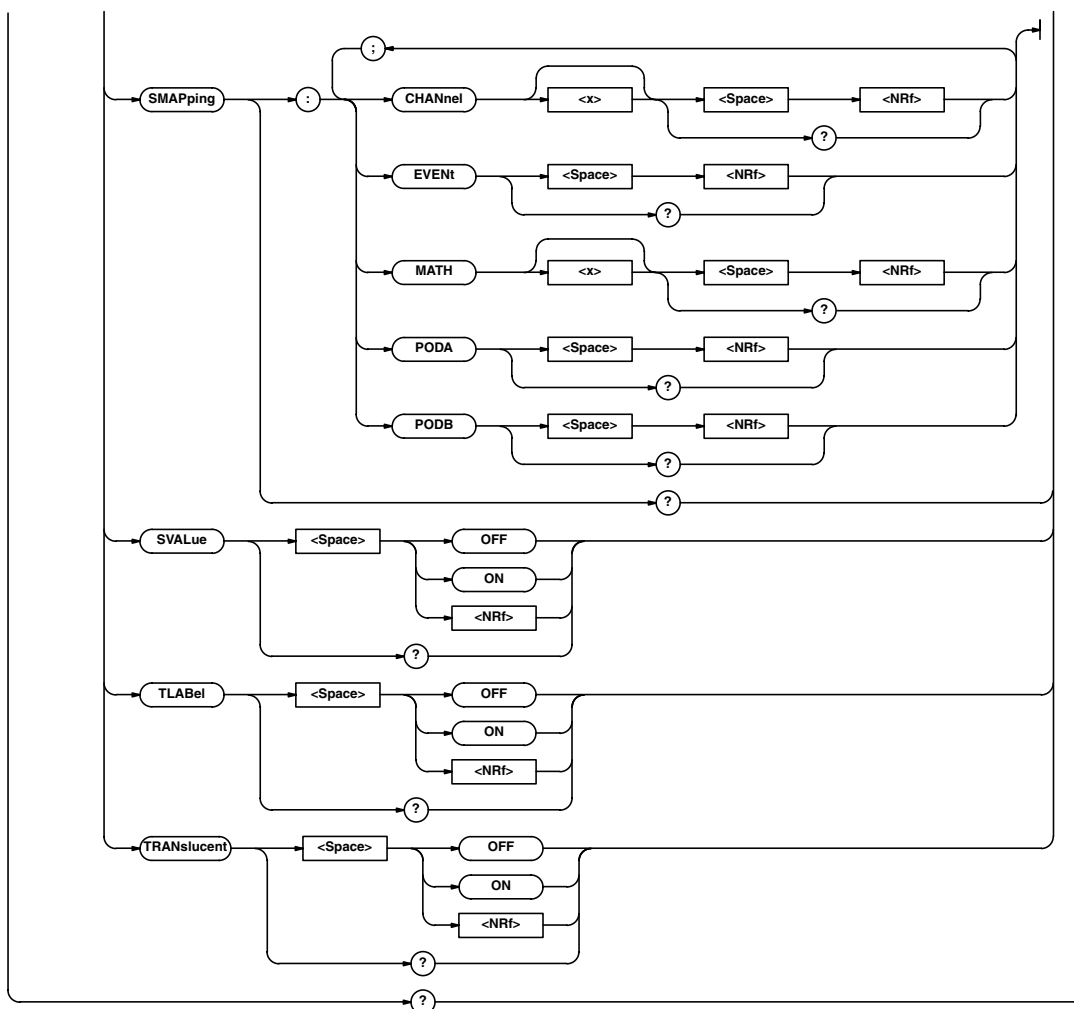 ;
SMAPping : CHANnel <x> <Space> <NRf>
?
EVENt <Space> <NRf>
?
MATH <x> <Space> <NRf>
?
PODA <Space> <NRf>
?
PODB <Space> <NRf>
?
?
SVALue <Space> OFF
ON
<NRf>
?
TLABel <Space> OFF
ON
<NRf>
?
TRANslucent <Space> OFF
ON
<NRf>
?
?